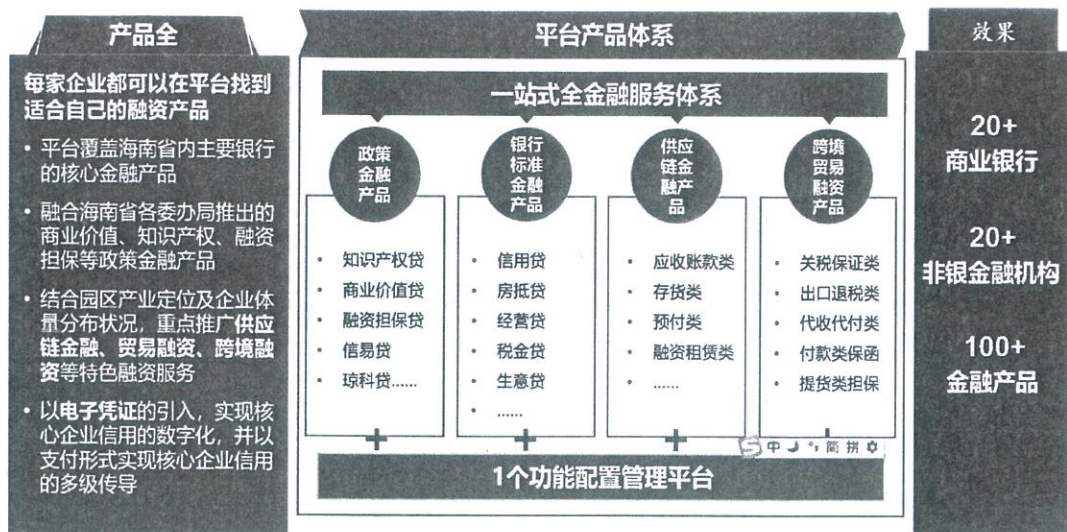 产品全
每家企业都可以在平台找到
适合自己的融资产品
• 平台覆盖海南省内主要银行
的核心金融产品
• 融合海南省各委办局推出的
商业价值、知识产权、融资
担保等政策金融产品
• 结合园区产业定位及企业体
量分布状况，重点推广供应
链金融、贸易融资、跨境融
资等特色融资服务
• 以电子凭证的引入，实现核
心企业信用的数字化，并以
支付形式实现核心企业信用
的多级传导
平台产品体系
一站式全金融服务体系
政策
金融
产品
• 知识产权贷
• 商业价值贷
• 融资担保贷
• 信易贷
• 琼科贷......
银行
标准
金融
产品
• 信用贷
• 房抵贷
• 经营贷
• 税金贷
• 生意贷
• ......
供应
链金
融产
品
• 应收账款类
• 存货类
• 预付类
• 融资租赁类
• ......
跨境
贸易
融资
产品
• 关税保证类
• 出口退税类
• 代收代付类
• 付款类保函
• 提货类担保
S 中 简 拼
1个功能配置管理平台
效果
20+
商业银行
20+
非银金融机构
100+
金融产品